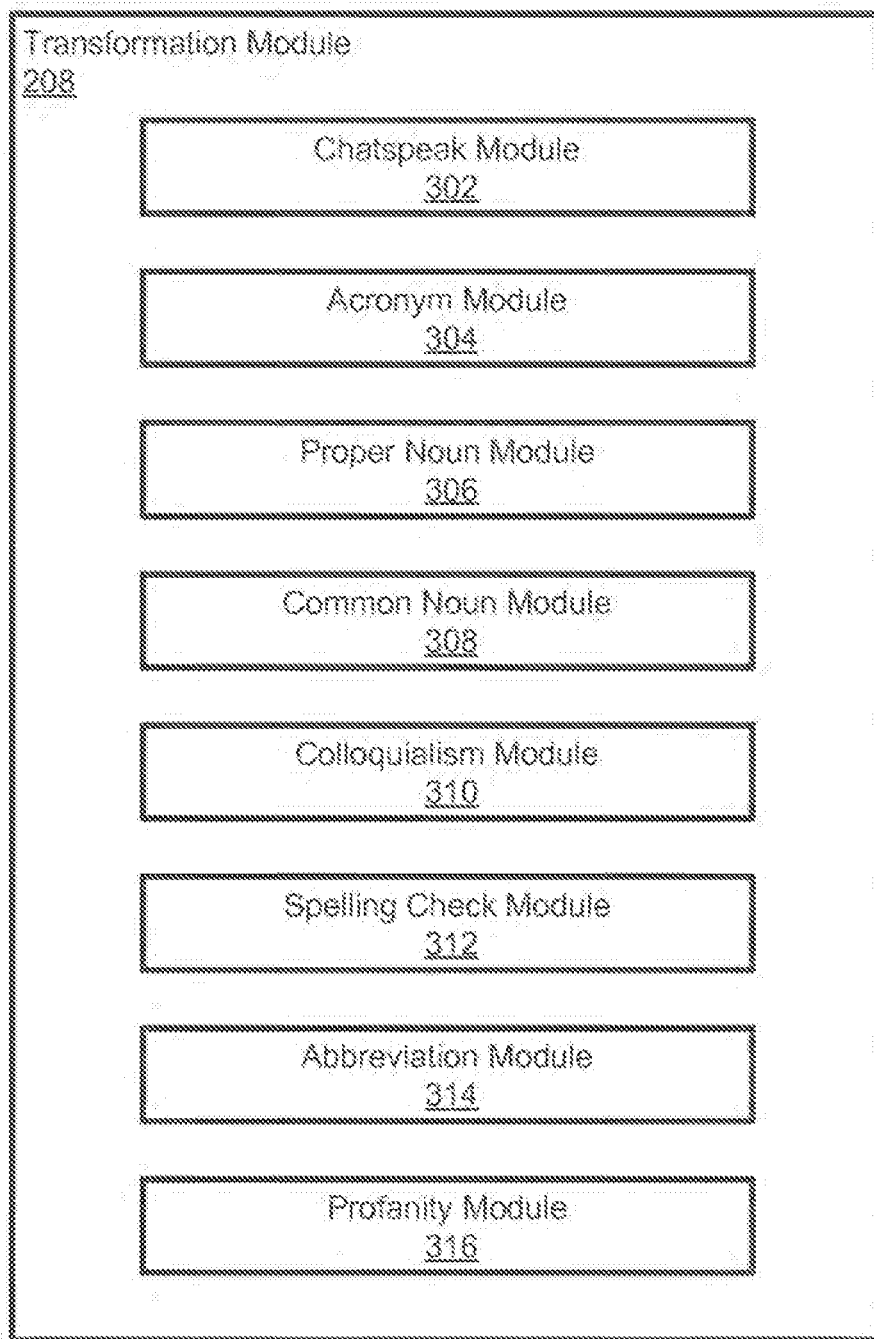 Transformation Module
208
Chatspeak Module
302
Acronym Module
304
Proper Noun Module
306
Common Noun Module
308
Colloquialism Module
310
Spelling Check Module
312
Abbreviation Module
314
Profanity Module
316